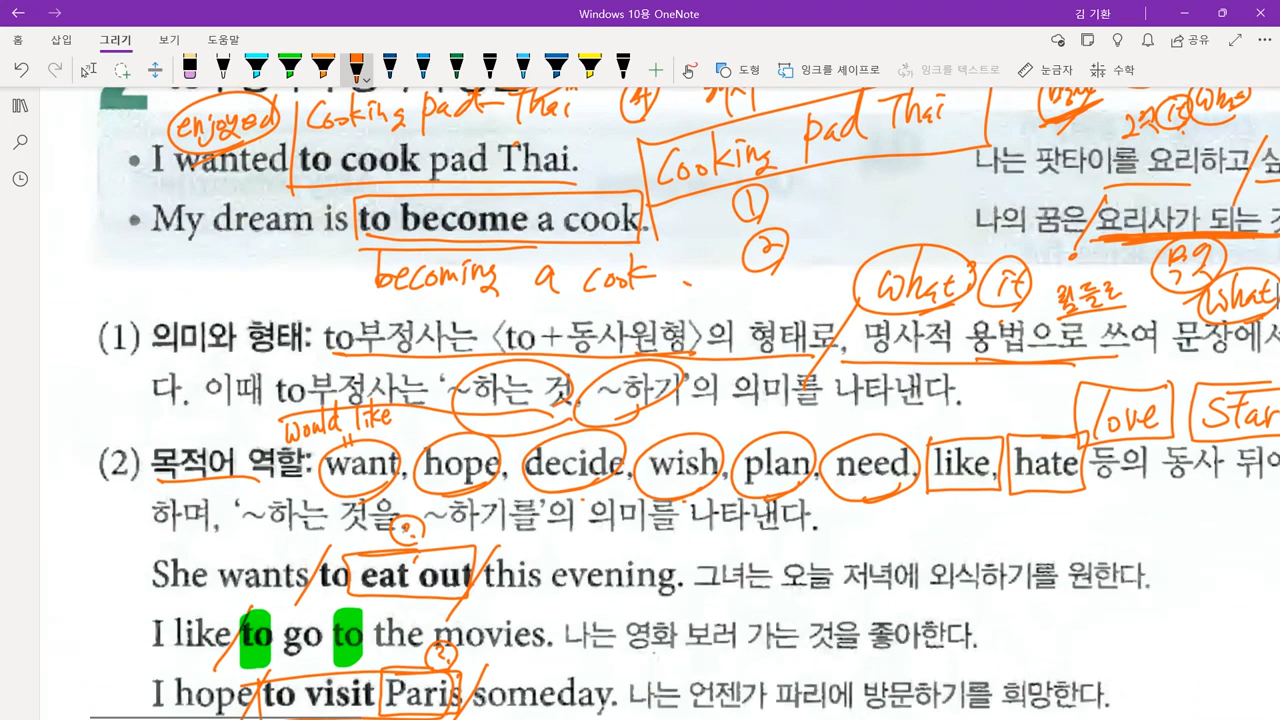 Windows 10용 OneNote
김 기환
홈 삽입 그리기 보기 도움말
공유
도형 잉크를 셰이프로 잉크를 텍스트로 눈금자 수학
enjoyed Cooking pad Thai
Cooking pad Thai
• I wanted to cook pad Thai. 나는 팟타이를 요리하고
① 
• My dream is to become a cook. 나의 꿈은 요리사가 되는
②
becoming a cook.
what it 목적 what
(1) 의미와 형태: to부정사는 〈to+동사원형〉의 형태로, 명사적 용법으로 쓰여 문장에서
다. 이때 to부정사는 ‘~하는 것, ~하기’의 의미를 나타낸다.
would like love star
(2) 목적어 역할: want, hope, decide, wish, plan, need, like, hate 등의 동사 뒤에
하며, ‘~하는 것을, ~하기를’의 의미를 나타낸다.
She wants to eat out this evening. 그녀는 오늘 저녁에 외식하기를 원한다.
I like to go to the movies. 나는 영화 보러 가는 것을 좋아한다.
I hope to visit Paris someday. 나는 언젠가 파리에 방문하기를 희망한다.